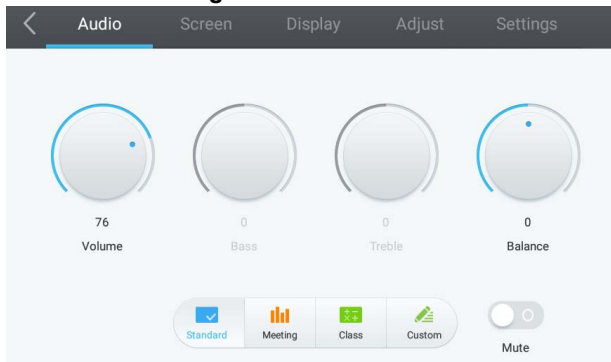 Audio Screen Display Adjust Settings
76 0 0 0
Volume Bass Treble Balance
Standard Meeting Class Custom
Mute